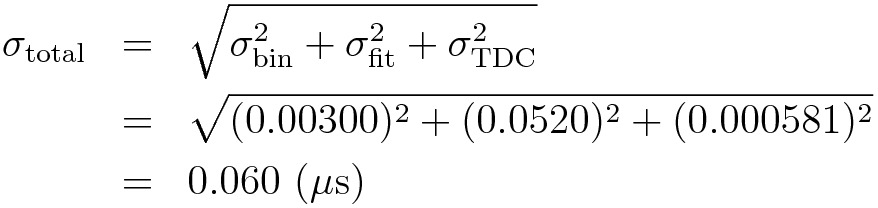 σ_total = √(σ²_bin + σ²_fit + σ²_TDC)
= √((0.00300)² + (0.0520)² + (0.000581)²)
= 0.060 (μs)